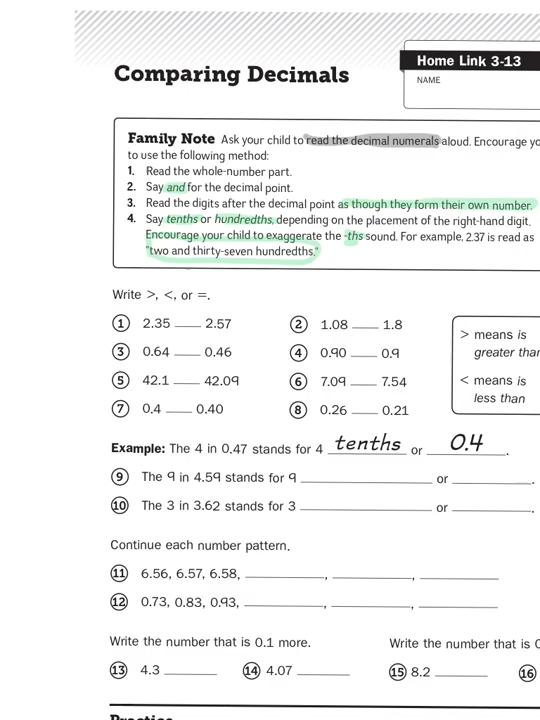 Home Link 3-13
Comparing Decimals
NAME
Family Note Ask your child to read the decimal numerals aloud. Encourage
to use the following method:
1. Read the whole-number part.
2. Say and for the decimal point.
3. Read the digits after the decimal point as though they form their own number.
4. Say tenths or hundredths, depending on the placement of the right-hand digit.
Encourage your child to exaggerate the -ths sound. For example, 2.37 is read as
"two and thirty-seven hundredths."
Write >, <, or =.
1 2.35 ____ 2.57 2 1.08 ____ 1.8
> means is
greater than
3 0.64 ____ 0.46 4 0.90 ____ 0.9
5 42.1 ____ 42.09 6 7.09 ____ 7.54
< means is
less than
7 0.4 ____ 0.40 8 0.26 ____ 0.21
Example: The 4 in 0.47 stands for 4 tenths or 0.4.
9 The 9 in 4.59 stands for 9 ____ or ____.
10 The 3 in 3.62 stands for 3 ____ or ____.
Continue each number pattern.
11 6.56, 6.57, 6.58, ____, ____, ____
12 0.73, 0.83, 0.93, ____, ____, ____
Write the number that is 0.1 more. Write the number that is
13 4.3 ____ 14 4.07 ____ 15 8.2 ____ 16
Practice